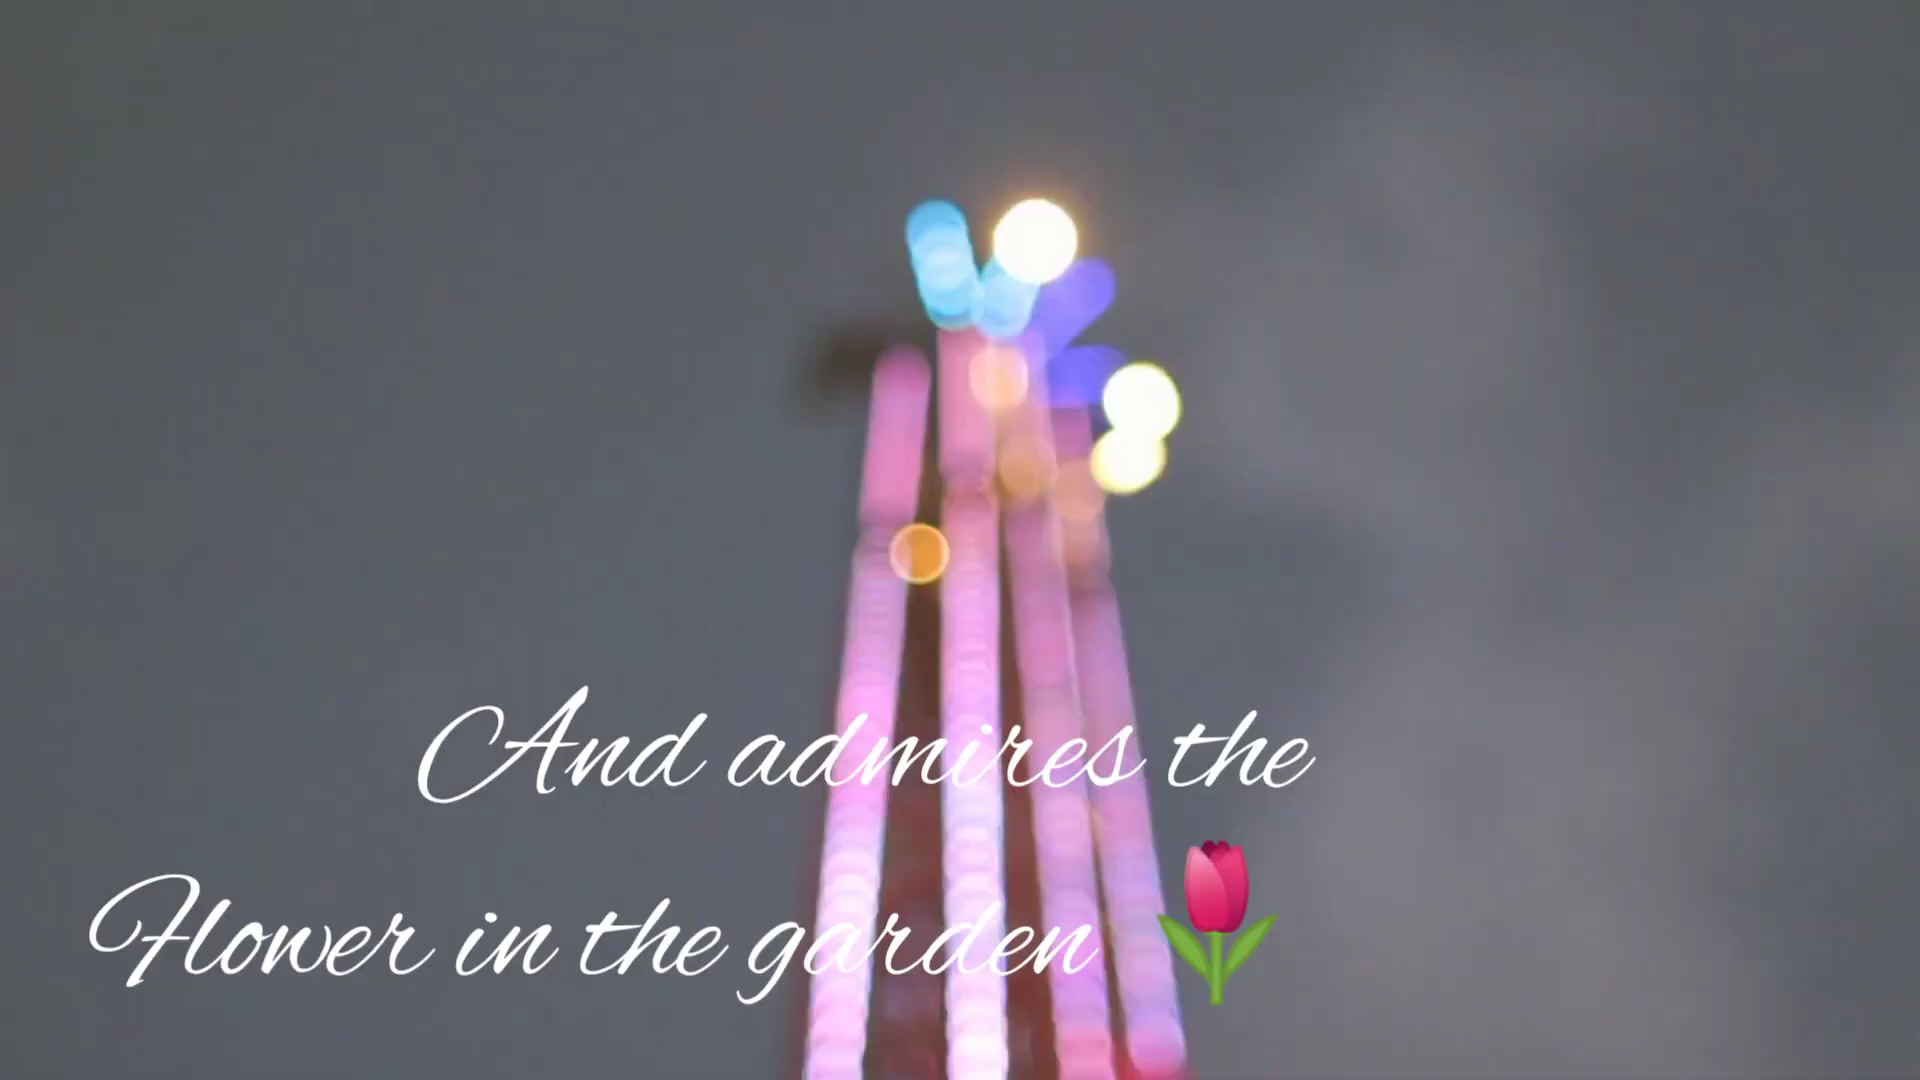 And admires the
Flower in the garden 🌷